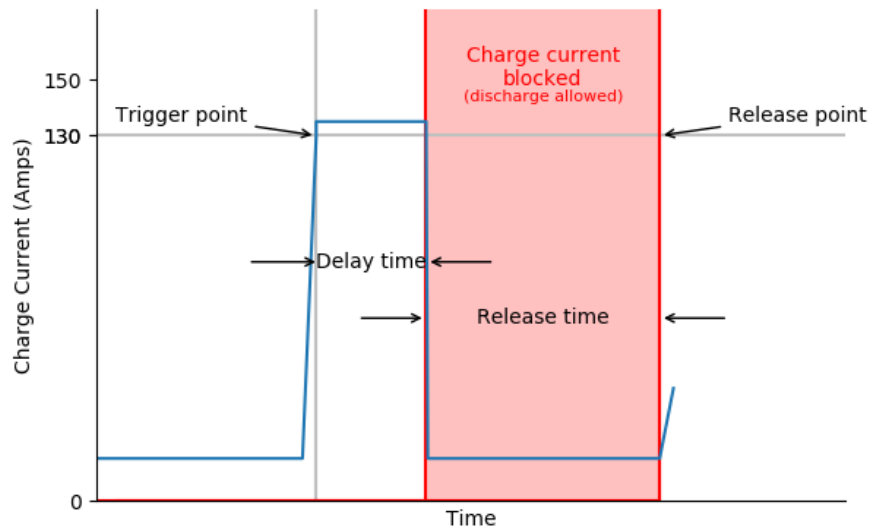 Charge current
blocked
(discharge allowed)
150
Trigger point
Release point
130
Charge Current (Amps)
Delay time
Release time
0
Time